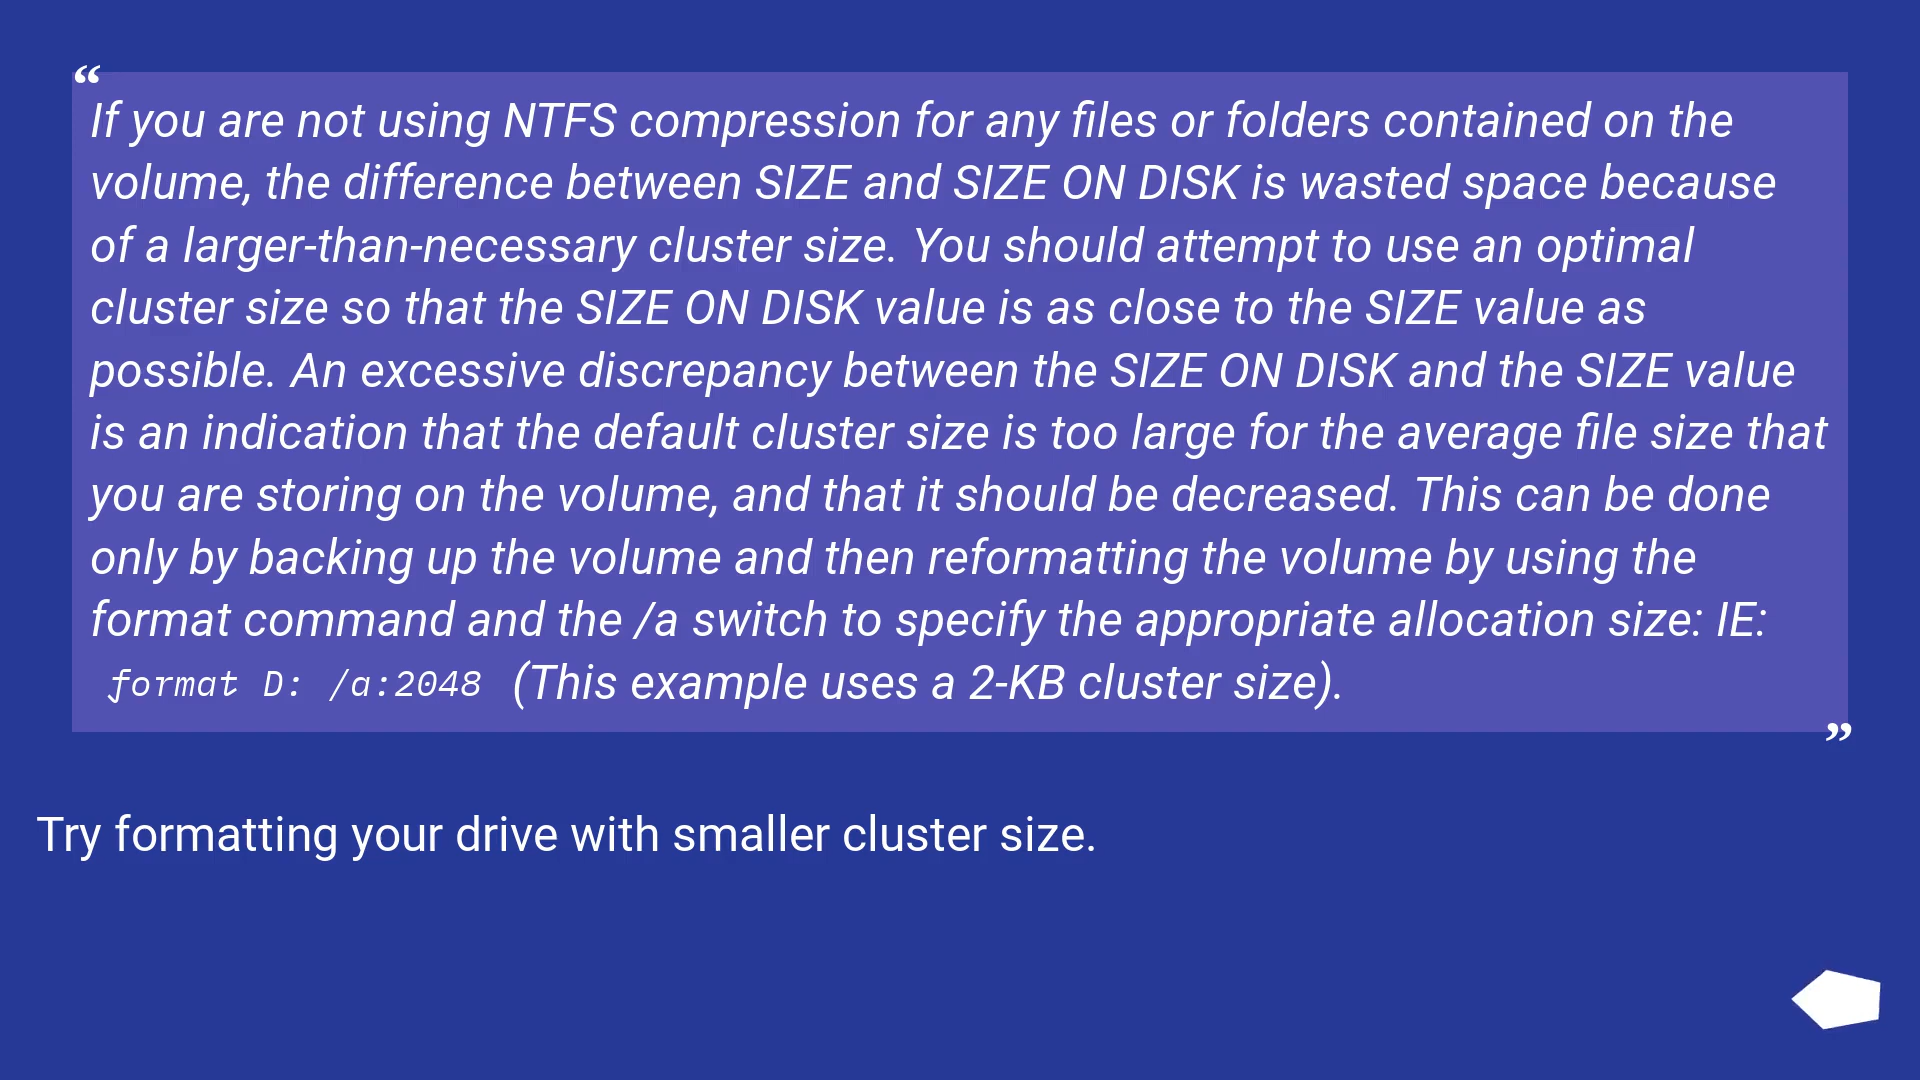 “
If you are not using NTFS compression for any files or folders contained on the
volume, the difference between SIZE and SIZE ON DISK is wasted space because
of a larger-than-necessary cluster size. You should attempt to use an optimal
cluster size so that the SIZE ON DISK value is as close to the SIZE value as
possible. An excessive discrepancy between the SIZE ON DISK and the SIZE value
is an indication that the default cluster size is too large for the average file size that
you are storing on the volume, and that it should be decreased. This can be done
only by backing up the volume and then reformatting the volume by using the
format command and the /a switch to specify the appropriate allocation size: IE:
format D: /a:2048 (This example uses a 2-KB cluster size).
”
Try formatting your drive with smaller cluster size.